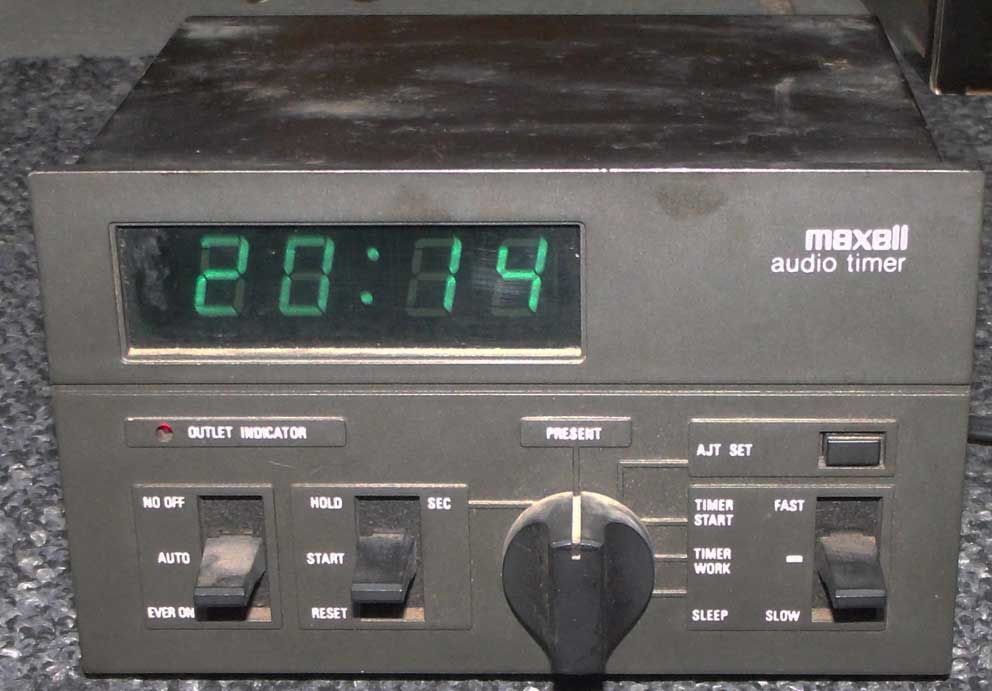 20:14
maxell
audio timer
OUTLET INDICATOR
PRESENT
AJT SET
NO OFF
AUTO
EVER ON
HOLD
SEC
START
RESET
TIMER
START
TIMER
WORK
SLEEP
FAST
SLOW